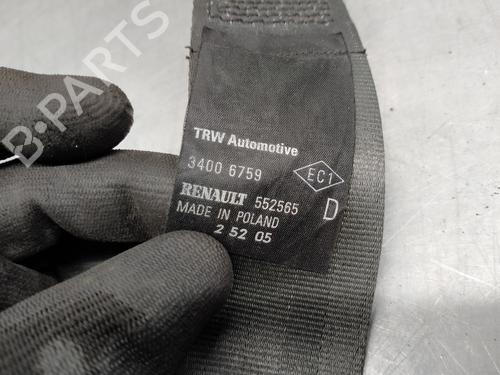 B-PARTS
TRW Automotive
3400 6759
EC1
RENAULT 552565
D
MADE IN POLAND
2 52 05